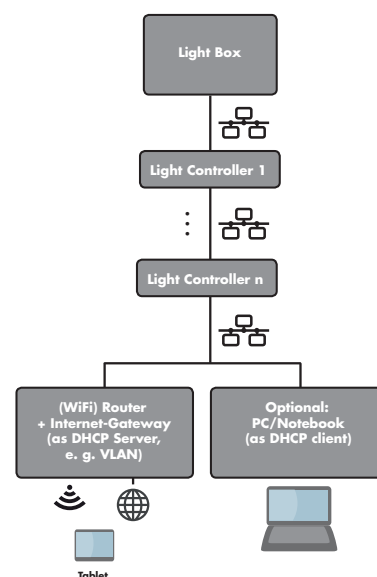 Light Box
Light Controller 1
Light Controller n
(WiFi) Router
+ Internet-Gateway
(as DHCP Server,
e. g. VLAN)
Optional:
PC/Notebook
(as DHCP client)
Tablet